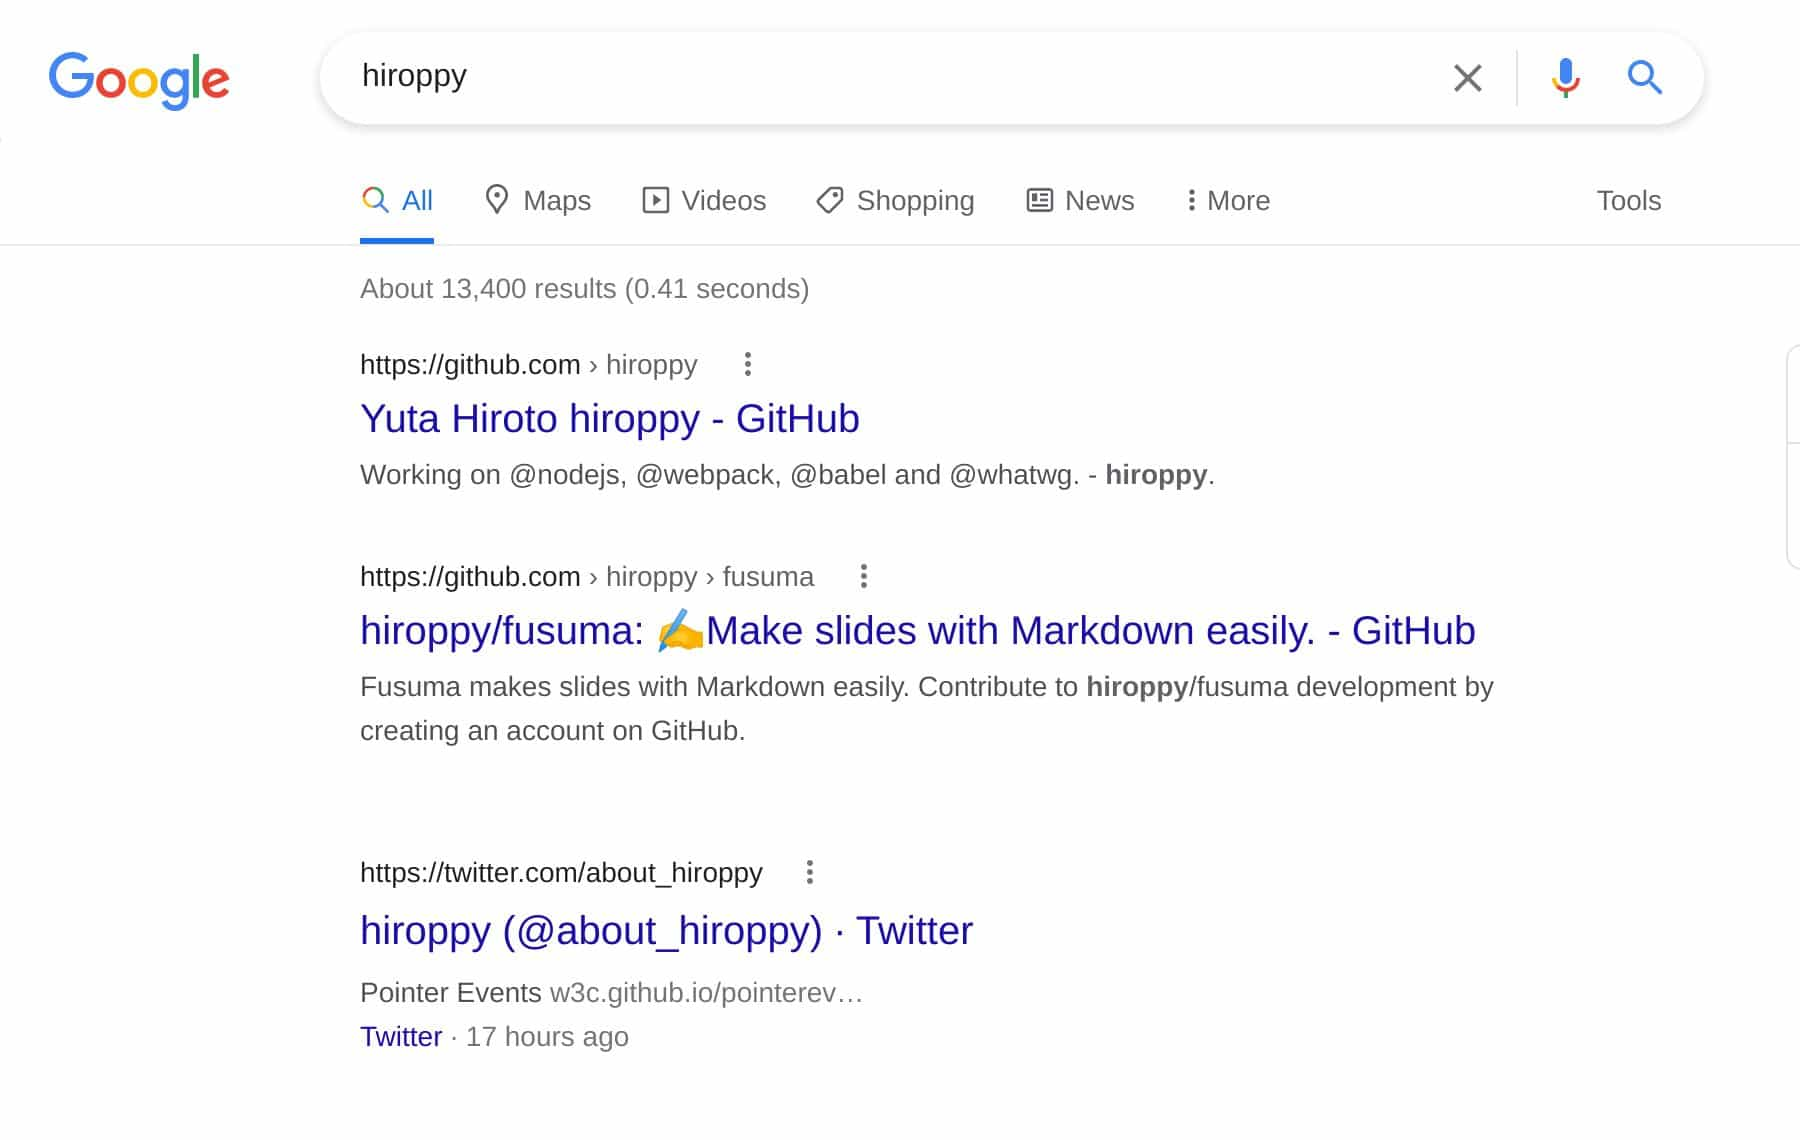 Google
hiroppy
All Maps Videos Shopping News More Tools
About 13,400 results (0.41 seconds)
https://github.com › hiroppy
Yuta Hiroto hiroppy - GitHub
Working on @nodejs, @webpack, @babel and @whatwg. - hiroppy.
https://github.com › hiroppy › fusuma
hiroppy/fusuma: ✍️Make slides with Markdown easily. - GitHub
Fusuma makes slides with Markdown easily. Contribute to hiroppy/fusuma development by
creating an account on GitHub.
https://twitter.com/about_hiroppy
hiroppy (@about_hiroppy) · Twitter
Pointer Events w3c.github.io/pointerev…
Twitter · 17 hours ago